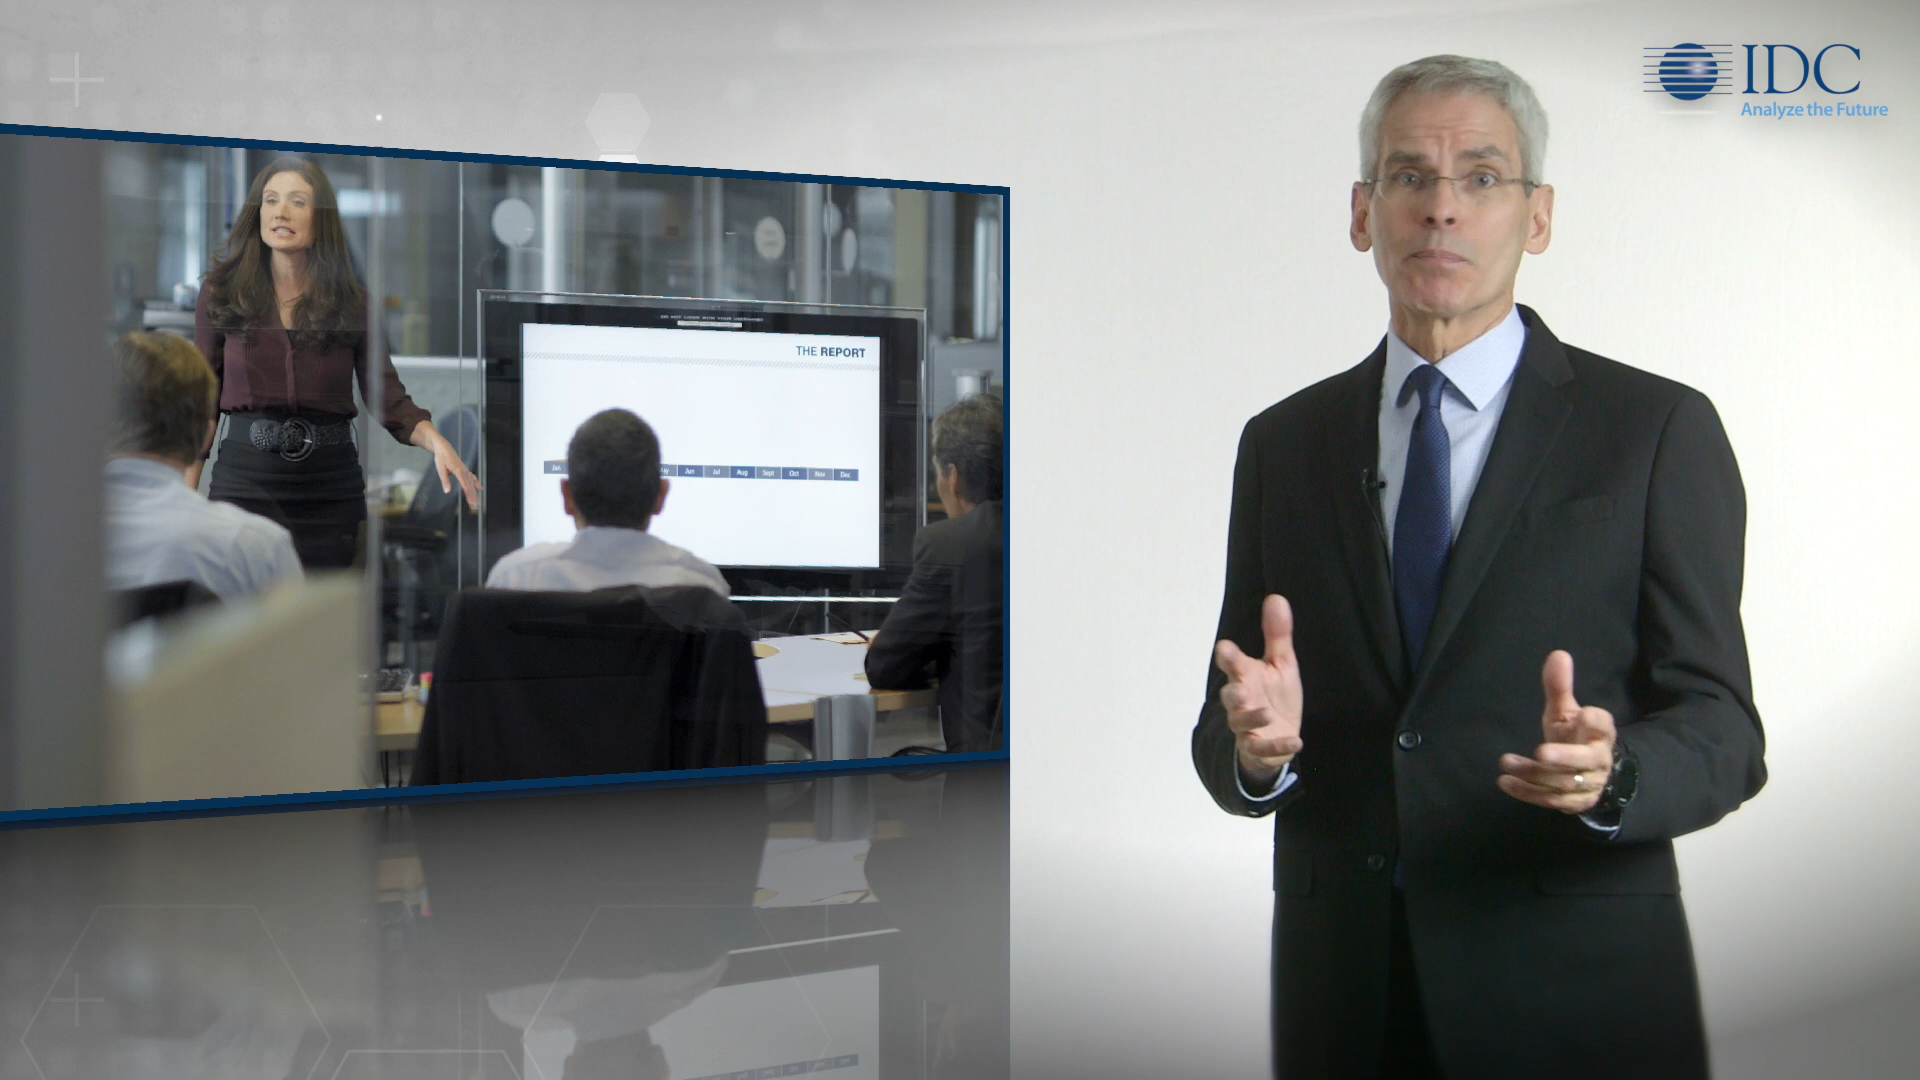 IDC
Analyze the Future
THE REPORT
Jan Jun Jul Aug Sept Oct Nov Dec